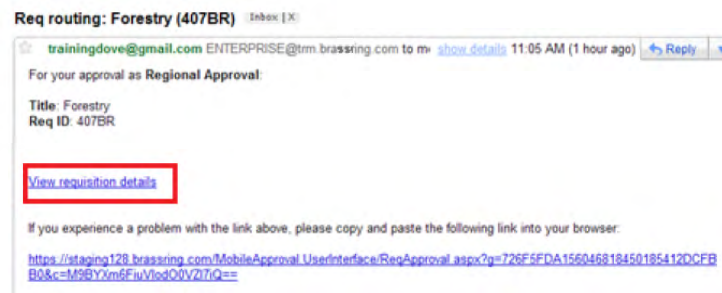 Req routing: Forestry (407BR) Inbox | X
trainingdove@gmail.com ENTERPRISE@trm.brassring.com to me show details 11:05 AM (1 hour ago) Reply
For your approval as Regional Approval:
Title: Forestry
Req ID: 407BR
View requisition details
If you experience a problem with the link above, please copy and paste the following link into your browser:
https://staging128.brassring.com/MobileApproval.UserInterface/ReqApproval.aspx?g=726F5FDA156046818450185412DCFB
B0&c=M9BYXm6FiuVlodO0VZI7iQ==